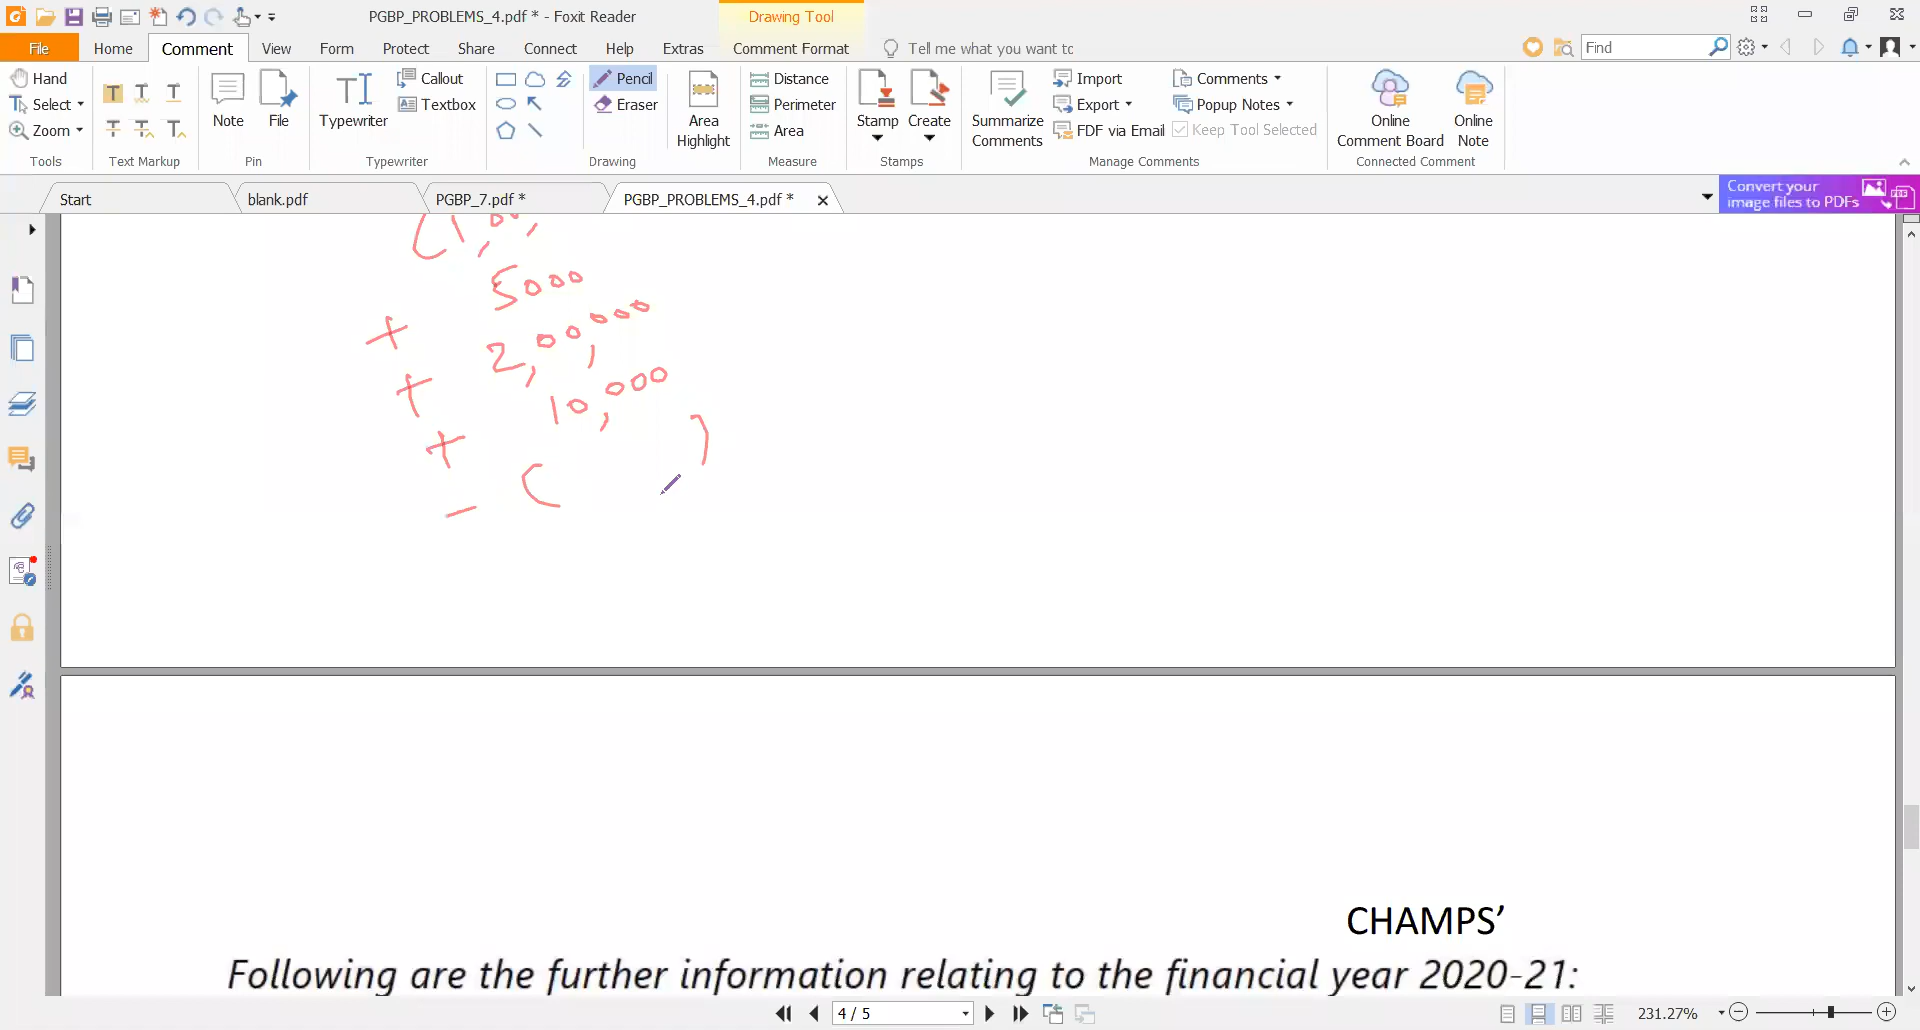 PGBP_PROBLEMS_4.pdf * - Foxit Reader
Drawing Tool
File Home Comment View Form Protect Share Connect Help Extras Comment Format Tell me what you want to Find
Hand
Select
Zoom
Tools
Text Markup
Note
File
Pin
Typewriter
Callout
Textbox
Typewriter
Pencil
Eraser
Drawing
Area Highlight
Distance
Perimeter
Area
Measure
Stamp
Create
Stamps
Summarize Comments
Import
Export
FDF via Email
Comments
Popup Notes
Keep Tool Selected
Manage Comments
Online Comment Board
Online Note
Connected Comment
Start blank.pdf PGBP_7.pdf * PGBP_PROBLEMS_4.pdf *
Convert your
image files to PDFs
5000
+ 2,00,000
+ 10,000
+
- ( )
CHAMPS’
Following are the further information relating to the financial year 2020-21:
4 / 5
231.27%